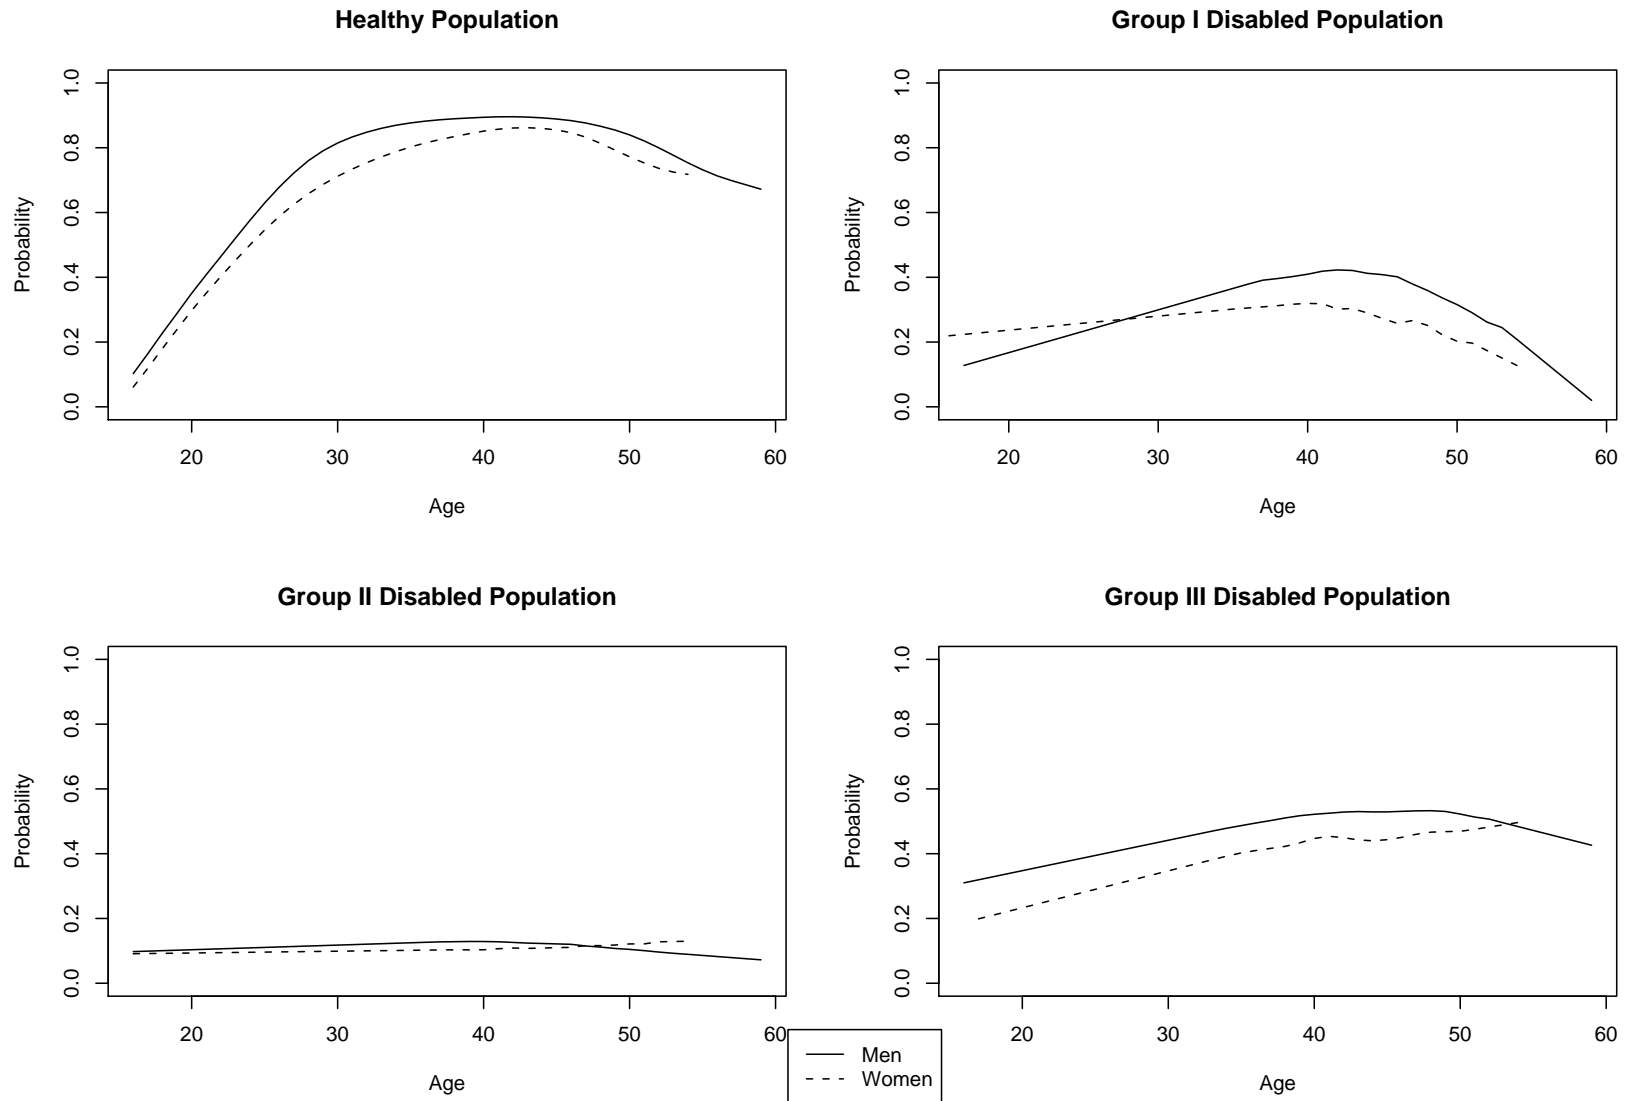 Healthy Population
Probability
0.0 0.2 0.4 0.6 0.8 1.0
20 30 40 50 60
Age
Group I Disabled Population
Probability
0.0 0.2 0.4 0.6 0.8 1.0
20 30 40 50 60
Age
Group II Disabled Population
Probability
0.0 0.2 0.4 0.6 0.8 1.0
20 30 40 50 60
Age
Group III Disabled Population
Probability
0.0 0.2 0.4 0.6 0.8 1.0
20 30 40 50 60
Age
Men
Women